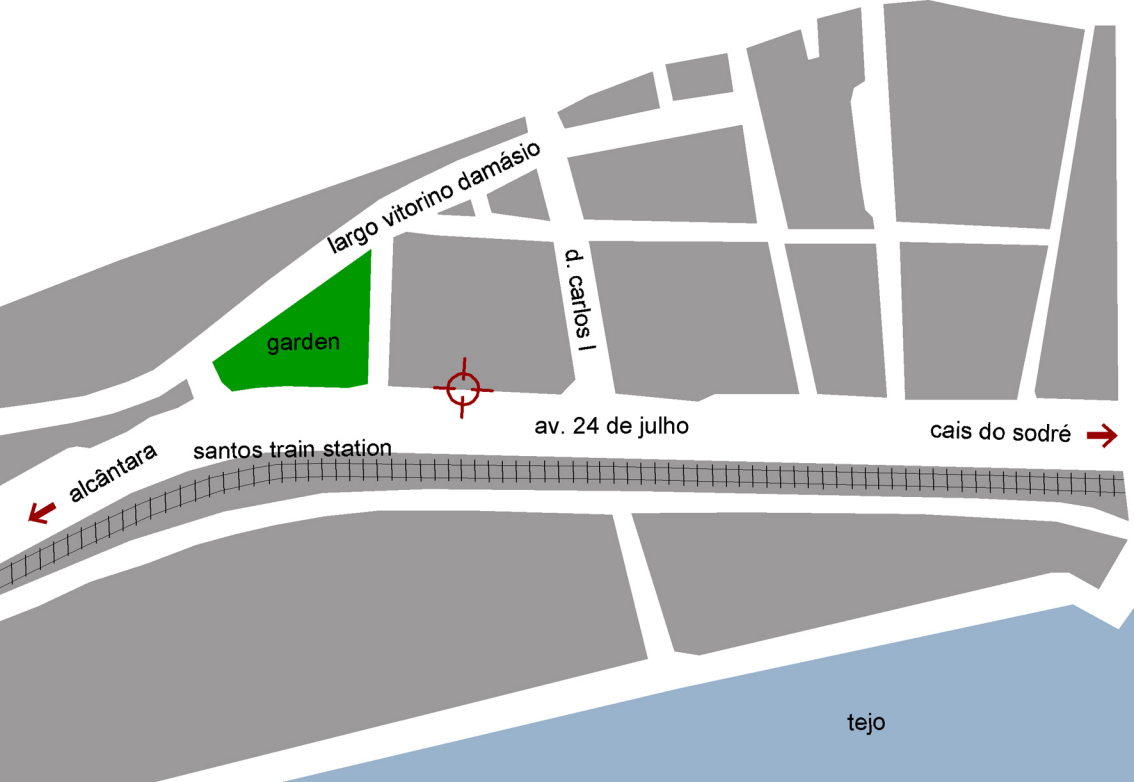 largo vitorino damásio
d. carlos I
garden
av. 24 de julho
cais do sodré
santos train station
alcântara
tejo